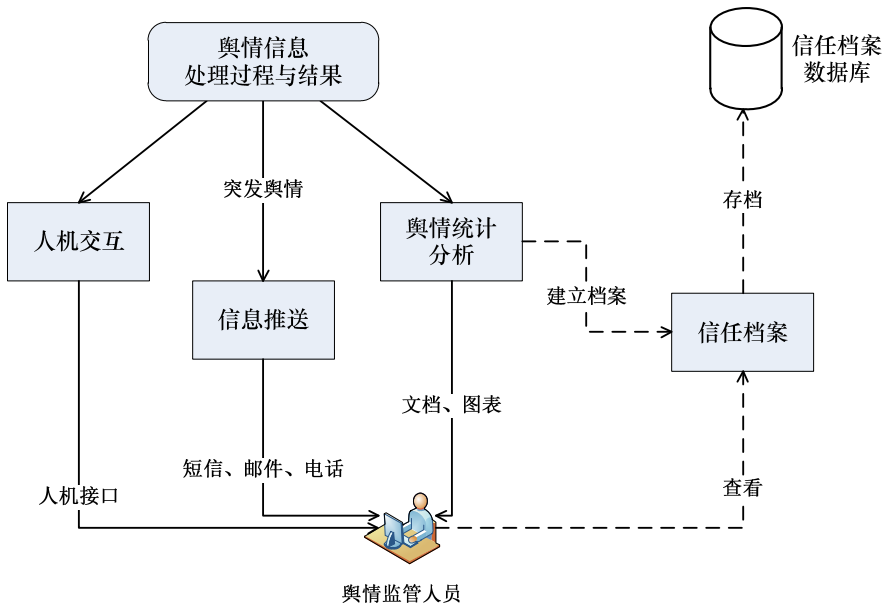 舆情信息
处理过程与结果
信任档案
数据库
突发舆情
存档
人机交互
舆情统计
分析
建立档案
信息推送
信任档案
文档、图表
短信、邮件、电话
人机接口
查看
舆情监管人员